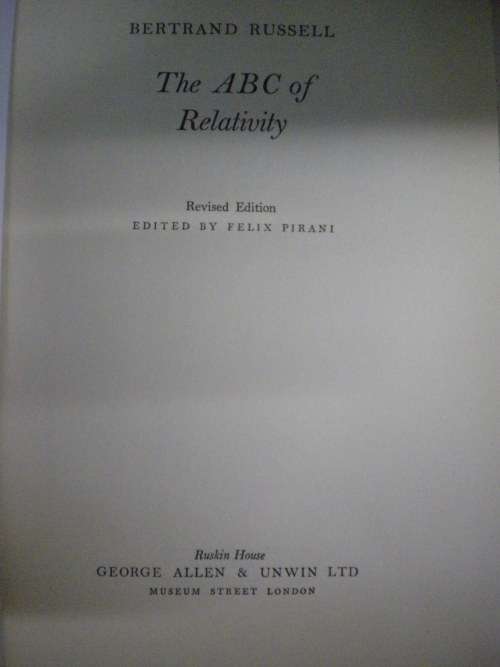 BERTRAND RUSSELL
The ABC of
Relativity
Revised Edition
EDITED BY FELIX PIRANI
Ruskin House
GEORGE ALLEN & UNWIN LTD
MUSEUM STREET LONDON